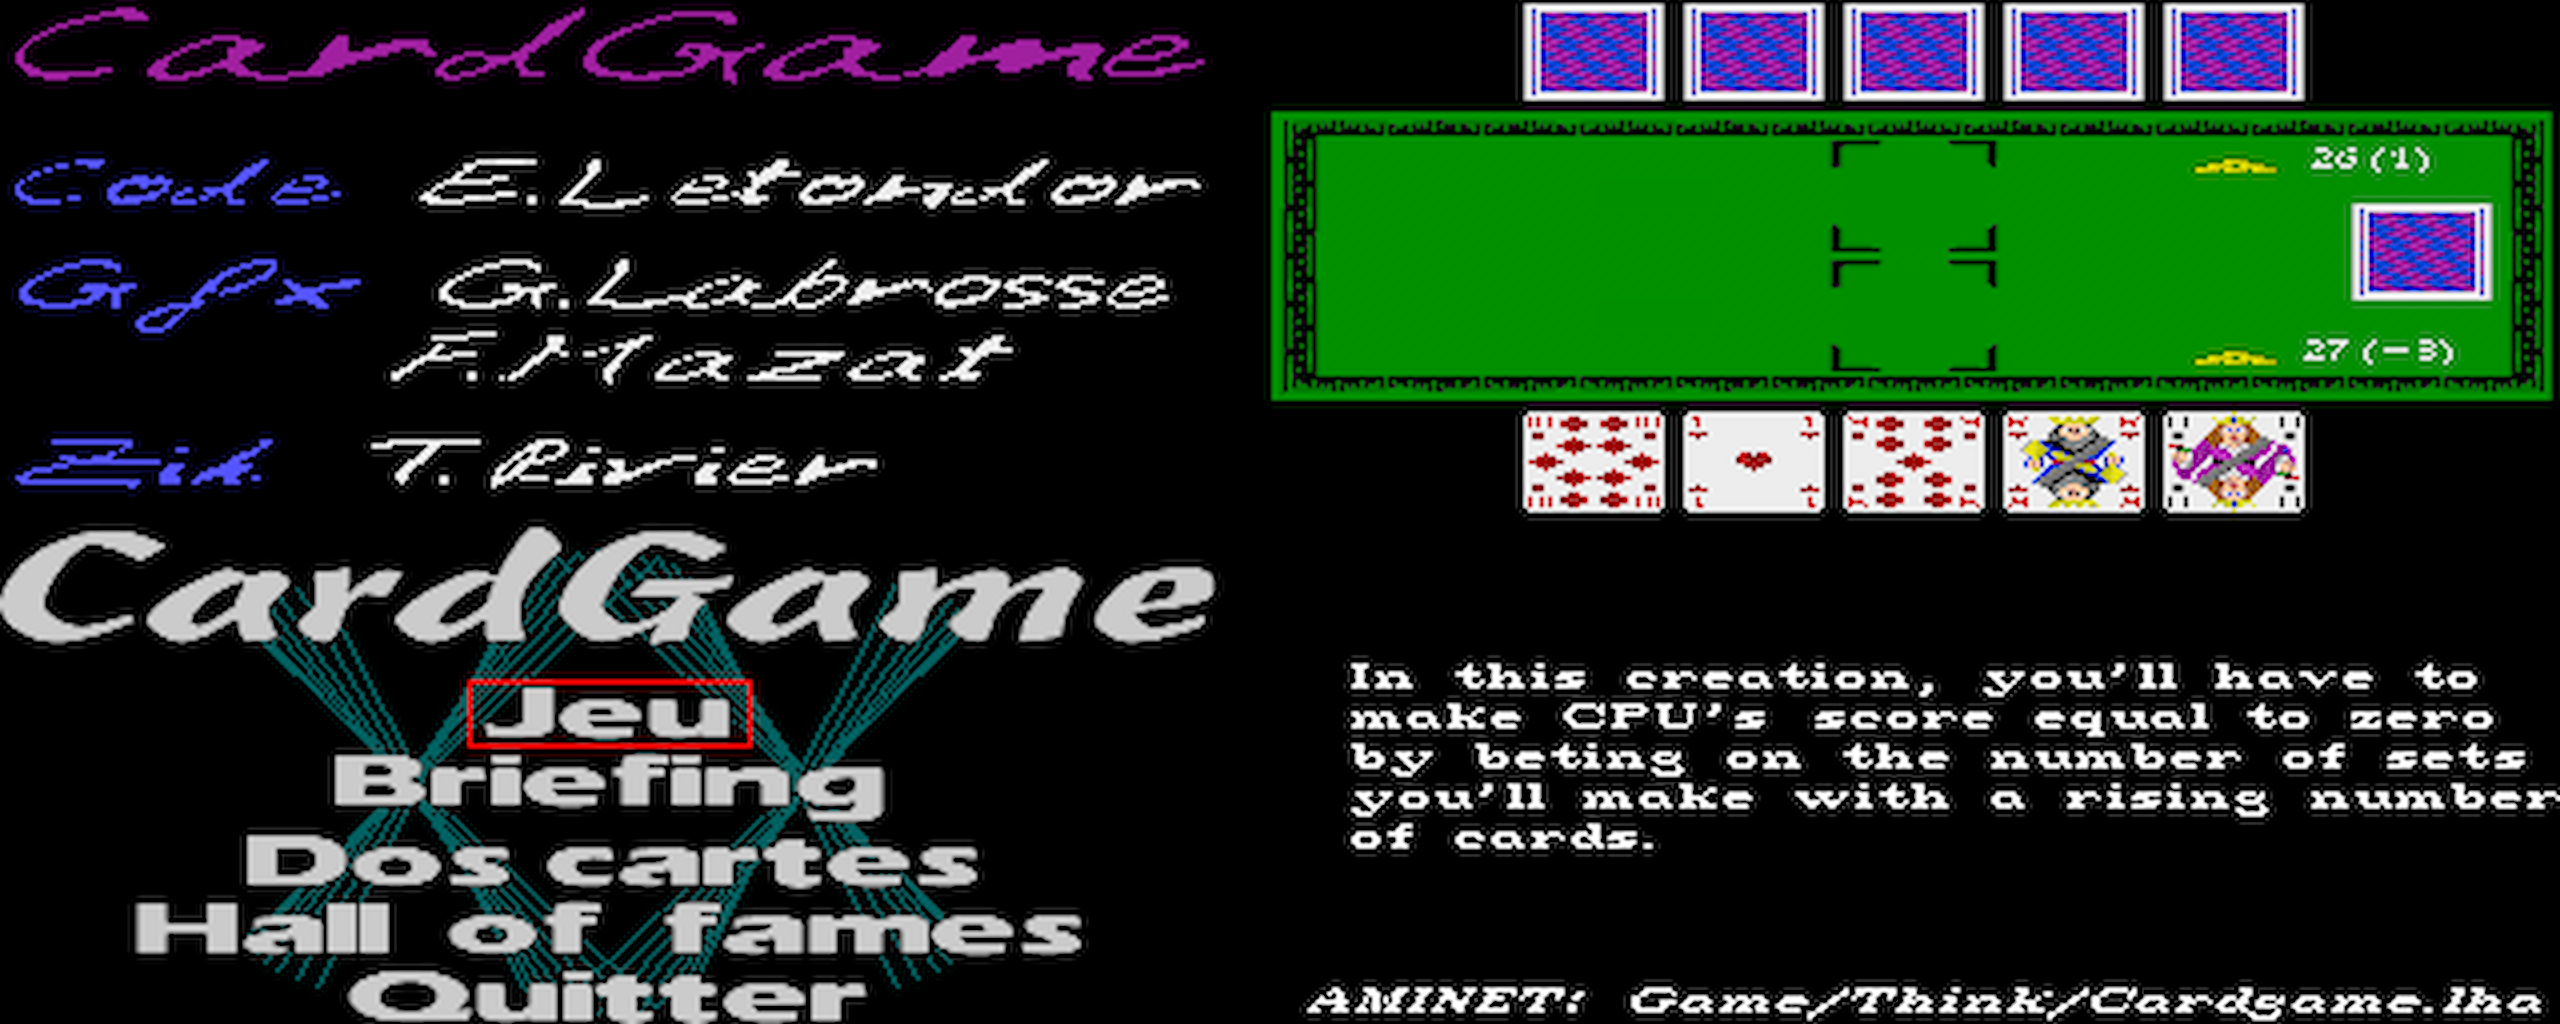 CardGame
Code E.Letondor
Gfx G.Labrosse
F.Mazat
Zik T.Rivier
26 (1)
27 (-3)
CardGame
Jeu
Briefing
Dos cartes
Hall of fames
Quitter
In this creation, you'll have to
make CPU's score equal to zero
by beting on the number of sets
you'll make with a rising number
of cards.
AMINET: Game/Think/Cardgame.lha